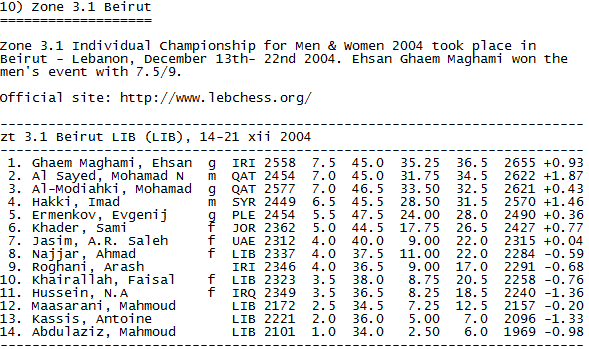 10) Zone 3.1 Beirut
===================
Zone 3.1 Individual Championship for Men & Women 2004 took place in
Beirut - Lebanon, December 13th- 22nd 2004. Ehsan Ghaem Maghami won the
men's event with 7.5/9.
Official site: http://www.lebchess.org/
-------------------------------------------------------------------------
zt 3.1 Beirut LIB (LIB), 14-21 xii 2004
-------------------------------------------------------------------------
1. Ghaem Maghami, Ehsan g IRI 2558 7.5 45.0 35.25 36.5 2655 +0.93
2. Al Sayed, Mohamad N m QAT 2454 7.0 45.0 31.75 34.5 2622 +1.87
3. Al-Modiahki, Mohamad g QAT 2577 7.0 46.5 33.50 32.5 2621 +0.43
4. Hakki, Imad m SYR 2449 6.5 45.5 28.50 31.5 2570 +1.46
5. Ermenkov, Evgenij g PLE 2454 5.5 47.5 24.00 28.0 2490 +0.36
6. Khader, Sami f JOR 2362 5.0 44.5 17.75 26.5 2427 +0.77
7. Jasim, A.R. Saleh f UAE 2312 4.0 40.0 9.00 22.0 2315 +0.04
8. Najjar, Ahmad f LIB 2337 4.0 37.5 11.00 22.0 2284 -0.59
9. Roghani, Arash IRI 2346 4.0 36.5 9.00 17.0 2291 -0.68
10. Khairallah, Faisal f LIB 2323 3.5 38.0 8.75 20.5 2258 -0.76
11. Hussein, N.A f IRQ 2349 3.5 36.5 8.25 18.5 2240 -1.36
12. Maasarani, Mahmoud LIB 2172 2.5 34.5 7.25 12.5 2157 -0.20
13. Kassis, Antoine LIB 2221 2.0 36.0 5.00 7.0 2096 -1.33
14. Abdulaziz, Mahmoud LIB 2101 1.0 34.0 2.50 6.0 1969 -0.98
-------------------------------------------------------------------------